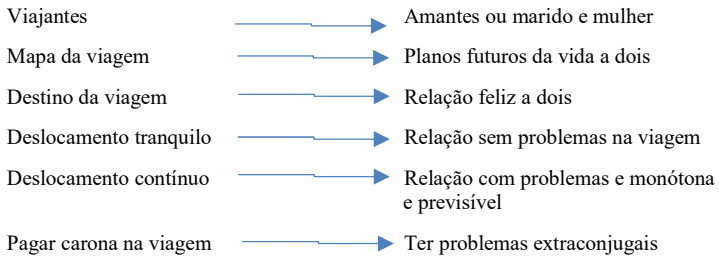 Viajantes Amantes ou marido e mulher
Mapa da viagem Planos futuros da vida a dois
Destino da viagem Relação feliz a dois
Deslocamento tranquilo Relação sem problemas na viagem
Deslocamento contínuo Relação com problemas e monótona
e previsível
Pagar carona na viagem Ter problemas extraconjugais